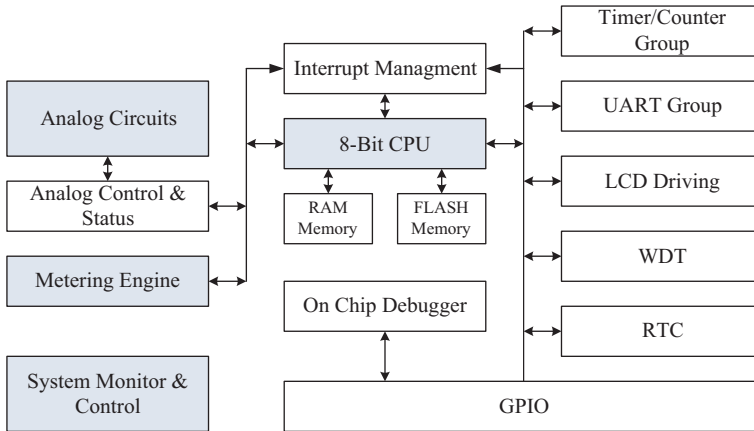 Timer/Counter
Group
Interrupt Managment
UART Group
Analog Circuits
8-Bit CPU
LCD Driving
Analog Control &
Status
RAM
Memory
FLASH
Memory
WDT
Metering Engine
On Chip Debugger
RTC
System Monitor &
Control
GPIO